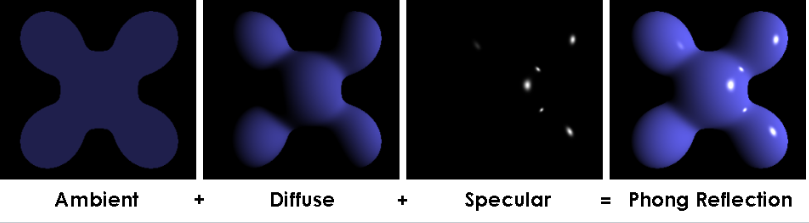 Ambient + Diffuse + Specular = Phong Reflection